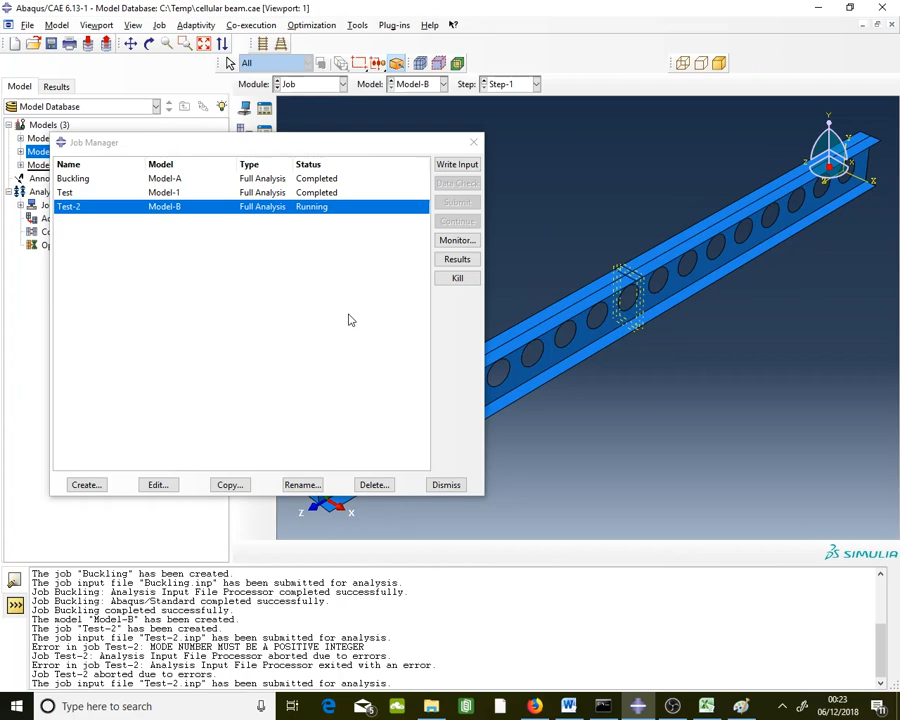 Abaqus/CAE 6.13-1 - Model Database: C:\Temp\cellular beam.cae [Viewport: 1]
File Model Viewport View Job Adaptivity Co-execution Optimization Tools Plug-ins Help
All
Model Results Module: Job Model: Model-B Step: Step-1
Model Database
Models (3)
Job Manager
Name Model Type Status
Buckling Model-A Full Analysis Completed
Test Model-1 Full Analysis Completed
Test-2 Model-B Full Analysis Running
Write Input
Data Check
Submit
Continue
Monitor...
Results
Kill
Create... Edit... Copy... Rename... Delete... Dismiss
Y
X
Z
Z X
SIMULIA
The job "Buckling" has been created.
The job input file "Buckling.inp" has been submitted for analysis.
Job Buckling: Analysis Input File Processor completed successfully.
Job Buckling: Abaqus/Standard completed successfully.
Job Buckling completed successfully.
The model "Model-B" has been created.
The job "Test-2" has been created.
The job input file "Test-2.inp" has been submitted for analysis.
Error in job Test-2: MODE NUMBER MUST BE A POSITIVE INTEGER
Job Test-2: Analysis Input File Processor aborted due to errors.
Error in job Test-2: Analysis Input File Processor exited with an error.
Job Test-2 aborted due to errors.
The job input file "Test-2.inp" has been submitted for analysis.
Type here to search
00:23
06/12/2018